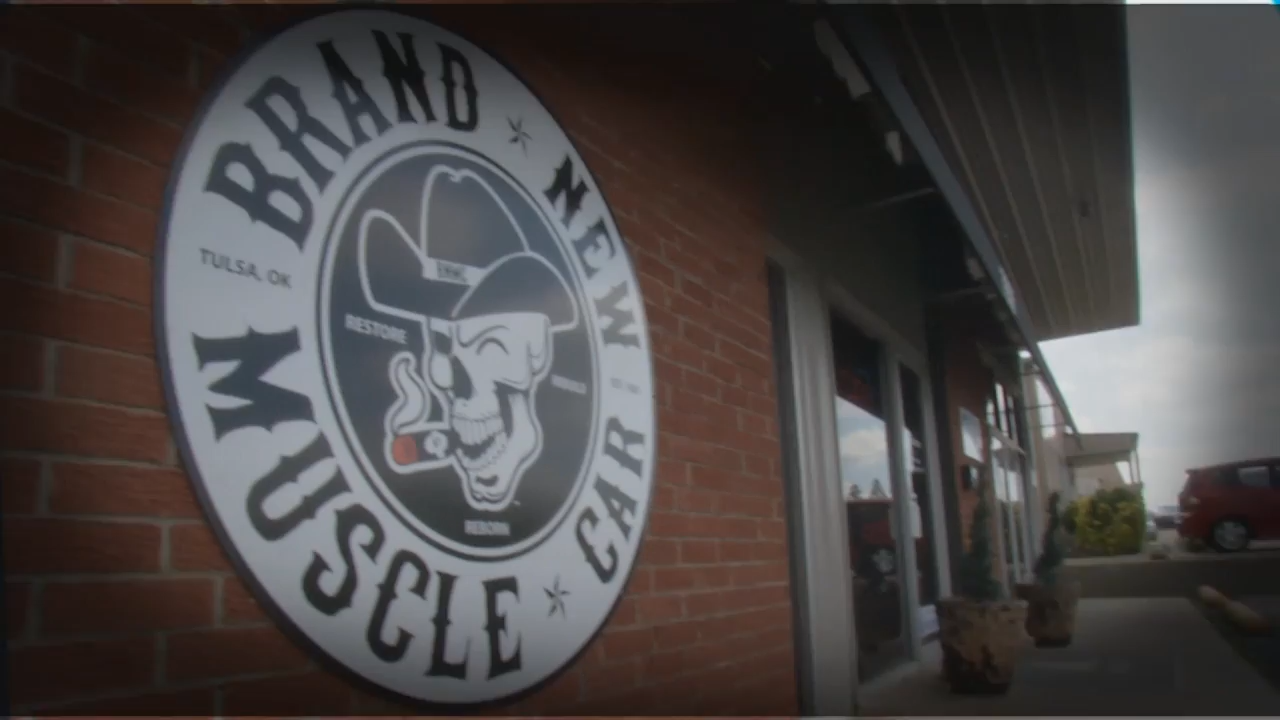 BRAND NEW
MUSCLE CAR
TULSA, OK
BNMC
RESTORE
REBORN